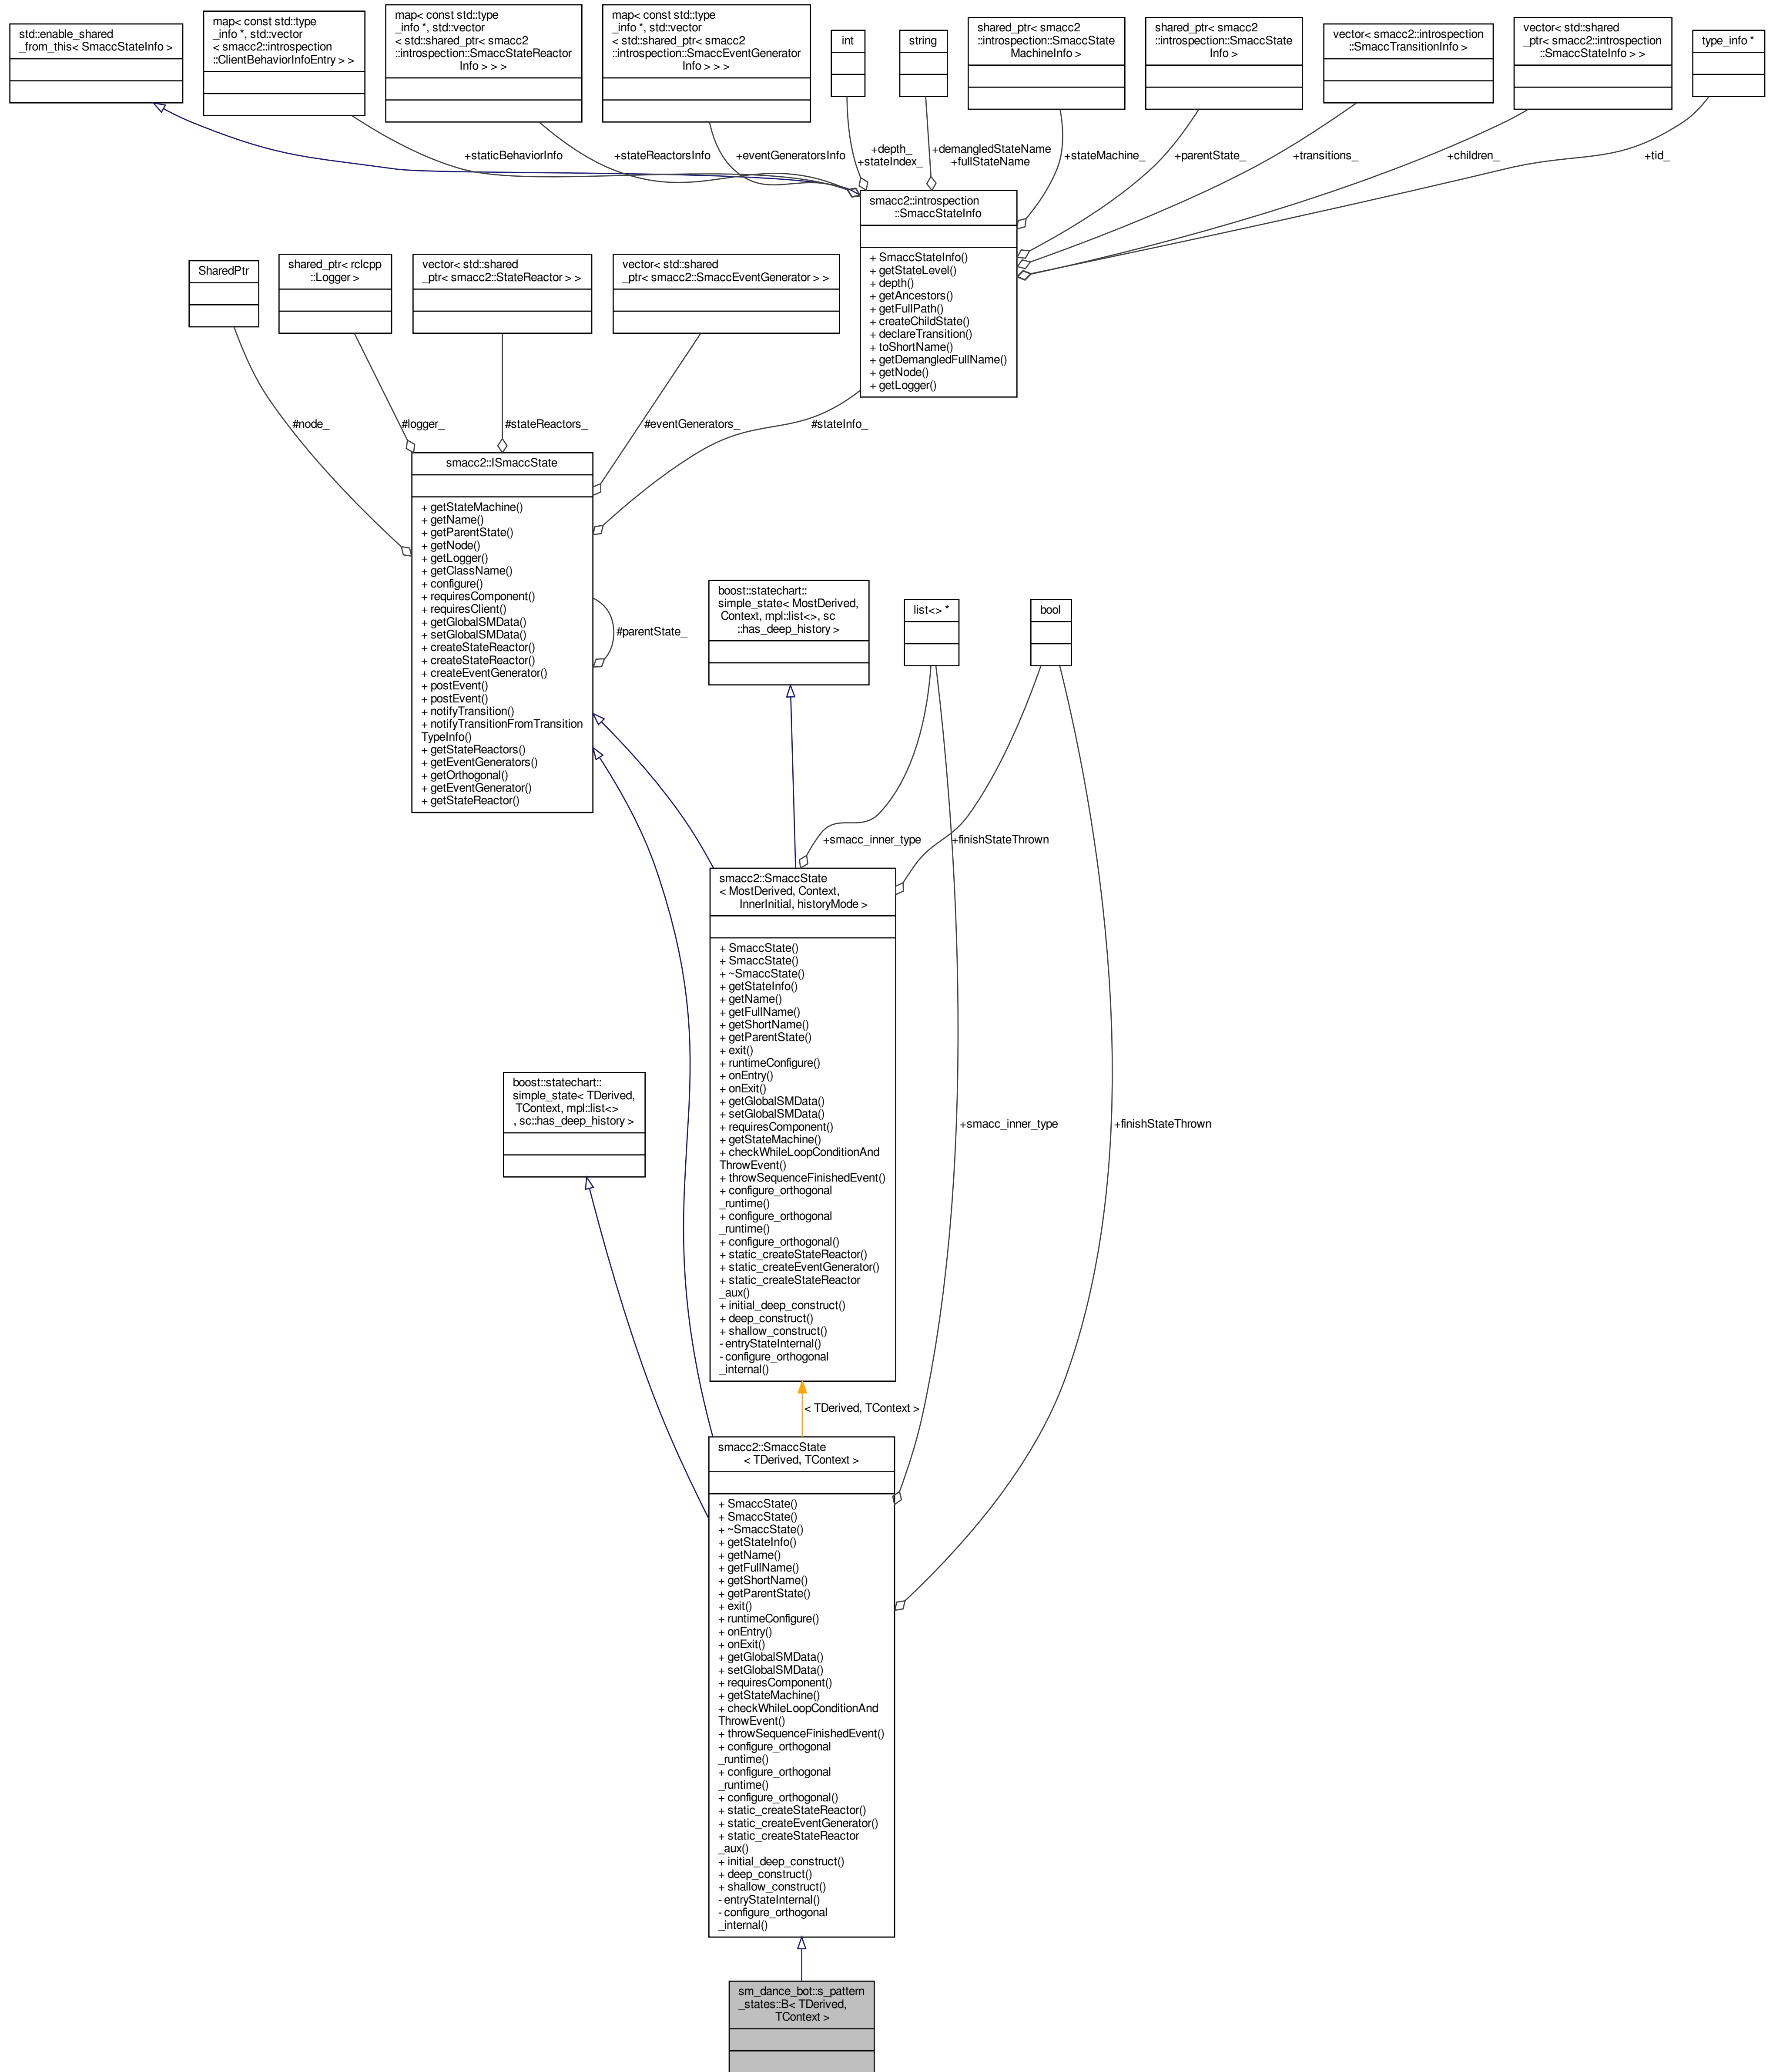 std::enable_shared
_from_this< SmaccStateInfo >
map< const std::type
_info *, std::vector
< smacc2::introspection
::ClientBehaviorInfoEntry > >
map< const std::type
_info *, std::vector
< std::shared_ptr< smacc2
::introspection::SmaccStateReactor
Info > > >
map< const std::type
_info *, std::vector
< std::shared_ptr< smacc2
::introspection::SmaccEventGenerator
Info > > >
int
string
shared_ptr< smacc2
::introspection::SmaccState
MachineInfo >
shared_ptr< smacc2
::introspection::SmaccState
Info >
vector< smacc2::introspection
::SmaccTransitionInfo >
vector< std::shared
_ptr< smacc2::introspection
::SmaccStateInfo > >
type_info *
+staticBehaviorInfo
+stateReactorsInfo
+eventGeneratorsInfo
+depth_
+stateIndex_
+demangledStateName
+fullStateName
+stateMachine_
+parentState_
+transitions_
+children_
+tid_
smacc2::introspection
::SmaccStateInfo
+ SmaccStateInfo()
+ getStateLevel()
+ depth()
+ getAncestors()
+ getFullPath()
+ createChildState()
+ declareTransition()
+ toShortName()
+ getDemangledFullName()
+ getNode()
+ getLogger()
SharedPtr
shared_ptr< rclcpp
::Logger >
vector< std::shared
_ptr< smacc2::StateReactor > >
vector< std::shared
_ptr< smacc2::SmaccEventGenerator > >
#node_
#logger_
#stateReactors_
#eventGenerators_
#stateInfo_
smacc2::ISmaccState
+ getStateMachine()
+ getName()
+ getParentState()
+ getNode()
+ getLogger()
+ getClassName()
+ configure()
+ requiresComponent()
+ requiresClient()
+ getGlobalSMData()
+ setGlobalSMData()
+ createStateReactor()
+ createStateReactor()
+ createEventGenerator()
+ postEvent()
+ postEvent()
+ notifyTransition()
+ notifyTransitionFromTransition
TypeInfo()
+ getStateReactors()
+ getEventGenerators()
+ getOrthogonal()
+ getEventGenerator()
+ getStateReactor()
#parentState_
boost::statechart::
simple_state< MostDerived,
Context, mpl::list<>, sc
::has_deep_history >
list<> *
bool
+smacc_inner_type
+finishStateThrown
smacc2::SmaccState
< MostDerived, Context,
InnerInitial, historyMode >
+ SmaccState()
+ SmaccState()
+ ~SmaccState()
+ getStateInfo()
+ getName()
+ getFullName()
+ getShortName()
+ getParentState()
+ exit()
+ runtimeConfigure()
+ onEntry()
+ onExit()
+ getGlobalSMData()
+ setGlobalSMData()
+ requiresComponent()
+ getStateMachine()
+ checkWhileLoopConditionAnd
ThrowEvent()
+ throwSequenceFinishedEvent()
+ configure_orthogonal
_runtime()
+ configure_orthogonal
_runtime()
+ configure_orthogonal()
+ static_createStateReactor()
+ static_createEventGenerator()
+ static_createStateReactor
_aux()
+ initial_deep_construct()
+ deep_construct()
+ shallow_construct()
- entryStateInternal()
- configure_orthogonal
_internal()
boost::statechart::
simple_state< TDerived,
TContext, mpl::list<>
, sc::has_deep_history >
+smacc_inner_type
+finishStateThrown
< TDerived, TContext >
smacc2::SmaccState
< TDerived, TContext >
+ SmaccState()
+ SmaccState()
+ ~SmaccState()
+ getStateInfo()
+ getName()
+ getFullName()
+ getShortName()
+ getParentState()
+ exit()
+ runtimeConfigure()
+ onEntry()
+ onExit()
+ getGlobalSMData()
+ setGlobalSMData()
+ requiresComponent()
+ getStateMachine()
+ checkWhileLoopConditionAnd
ThrowEvent()
+ throwSequenceFinishedEvent()
+ configure_orthogonal
_runtime()
+ configure_orthogonal
_runtime()
+ configure_orthogonal()
+ static_createStateReactor()
+ static_createEventGenerator()
+ static_createStateReactor
_aux()
+ initial_deep_construct()
+ deep_construct()
+ shallow_construct()
- entryStateInternal()
- configure_orthogonal
_internal()
sm_dance_bot::s_pattern
_states::B< TDerived,
TContext >